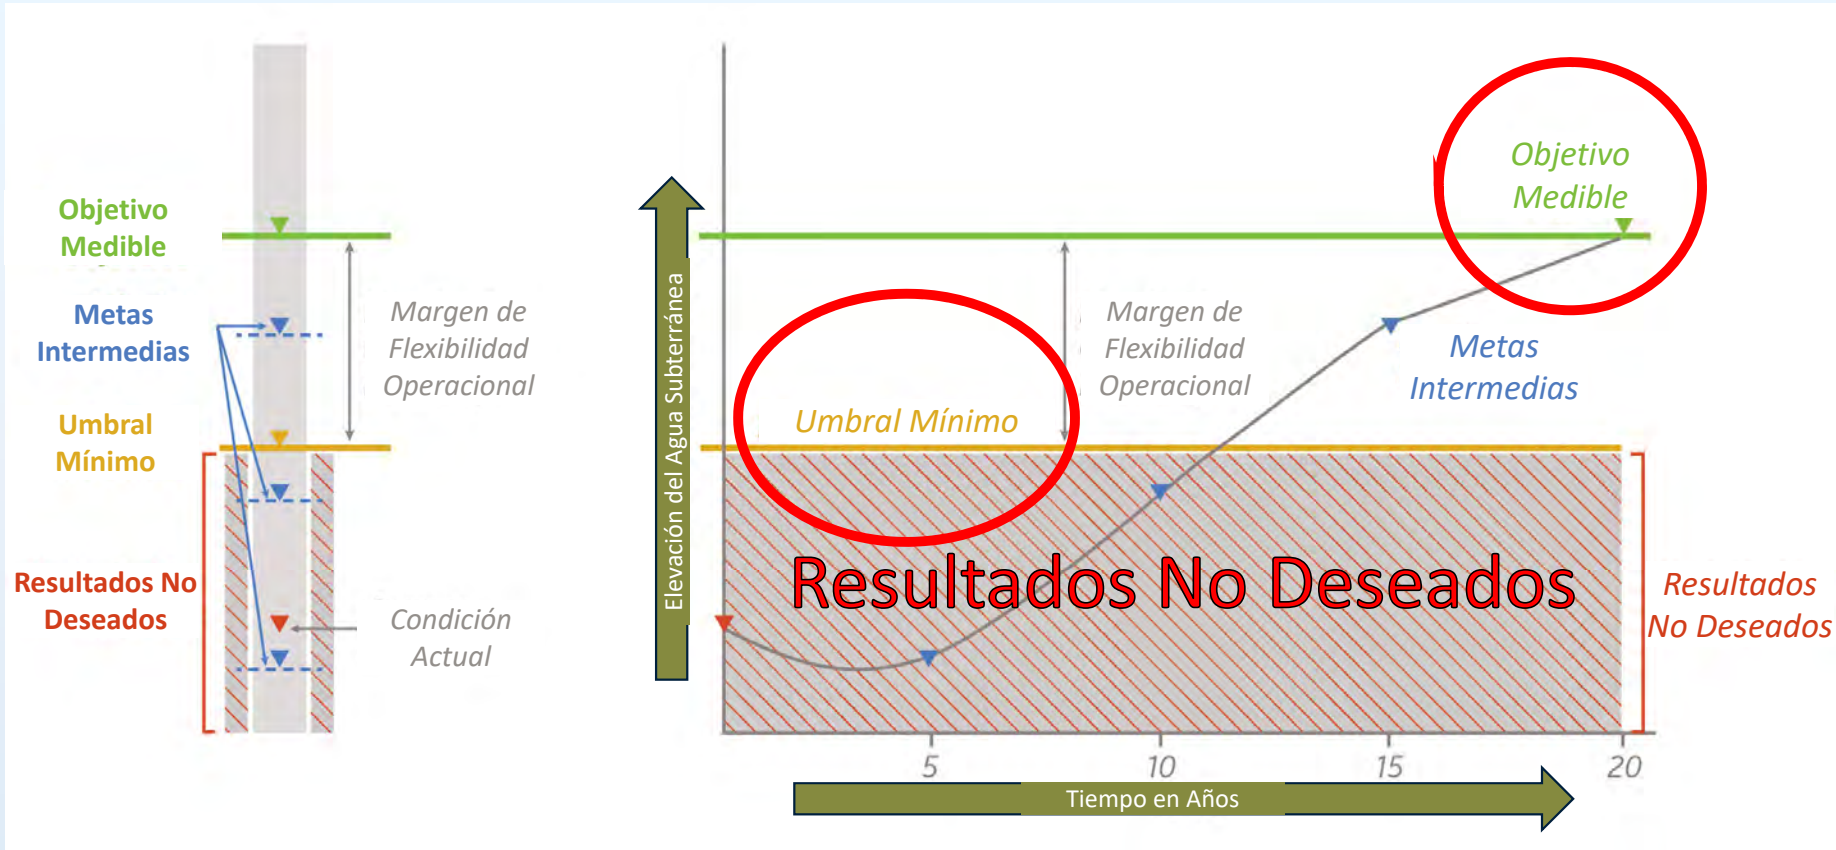 Objetivo
Medible
Metas
Intermedias
Umbral
Mínimo
Resultados No
Deseados
Margen de
Flexibilidad
Operacional
Condición
Actual
Elevación del Agua Subterránea
Objetivo
Medible
Margen de
Flexibilidad
Operacional
Metas
Intermedias
Umbral Mínimo
Resultados No Deseados
Resultados
No Deseados
5
10
15
20
Tiempo en Años